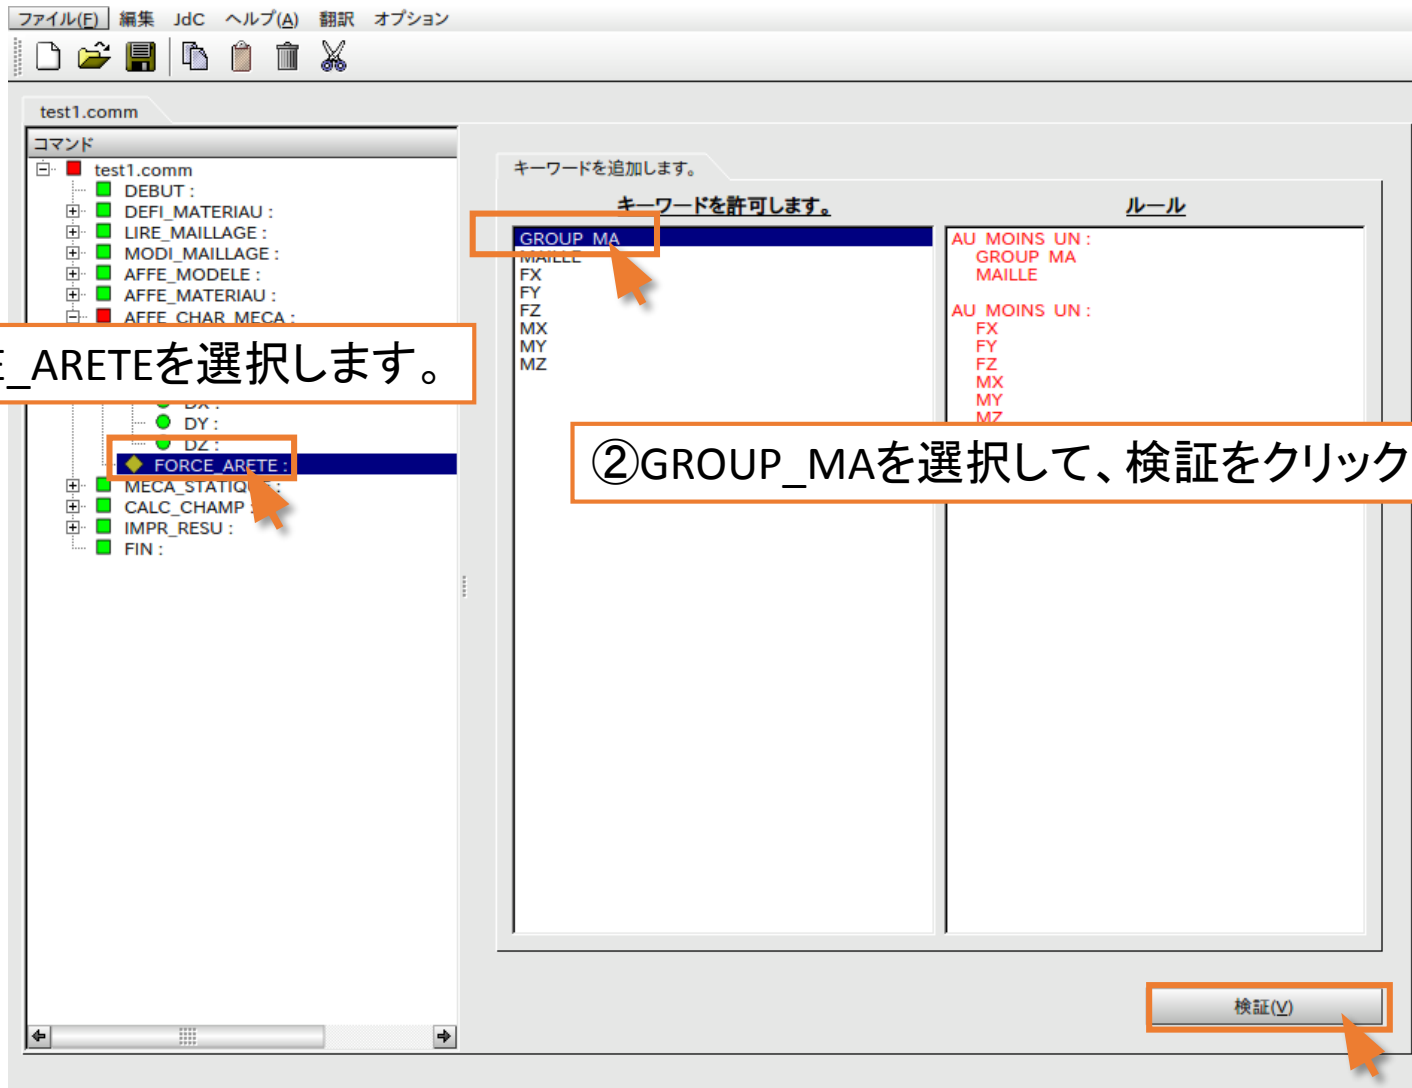 ファイル(F) 編集 JdC ヘルプ(A) 翻訳 オプション
test1.comm
コマンド
test1.comm
DEBUT :
DEFI_MATERIAU :
LIRE_MAILLAGE :
MODI_MAILLAGE :
AFFE_MODELE :
AFFE_MATERIAU :
AFFE_CHAR_MECA :
_ARETEを選択します。
DX :
DY :
DZ :
FORCE_ARETE :
MECA_STATIQUE :
CALC_CHAMP :
IMPR_RESU :
FIN :
キーワードを追加します。
キーワードを許可します。
GROUP_MA
MAILLE
FX
FY
FZ
MX
MY
MZ
ルール
AU MOINS UN :
GROUP_MA
MAILLE
AU MOINS UN :
FX
FY
FZ
MX
MY
MZ
②GROUP_MAを選択して、検証をクリック
検証(V)